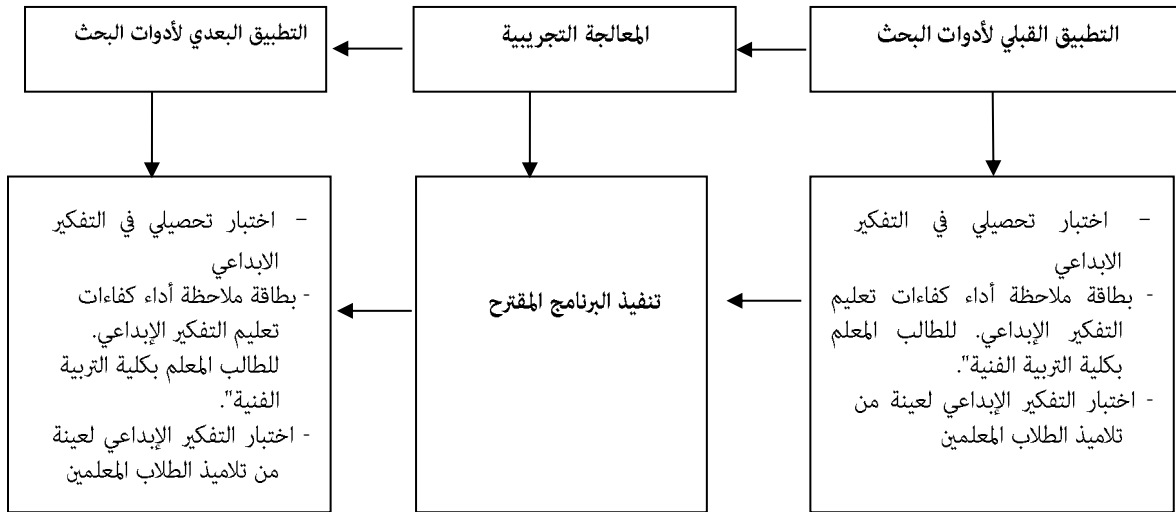 التطبيق القبلي لأدوات البحث
المعالجة التجريبية
التطبيق البعدي لأدوات البحث
– اختبار تحصيلي في التفكير
الابداعي
- بطاقة ملاحظة أداء كفاءات تعليم
التفكير الإبداعي. للطالب المعلم
بكلية التربية الفنية".
- اختبار التفكير الإبداعي لعينة من
تلاميذ الطلاب المعلمين
تنفيذ البرنامج المقترح
– اختبار تحصيلي في التفكير
الابداعي
- بطاقة ملاحظة أداء كفاءات
تعليم التفكير الإبداعي.
للطالب المعلم بكلية التربية
الفنية".
- اختبار التفكير الإبداعي لعينة
من تلاميذ الطلاب المعلمين